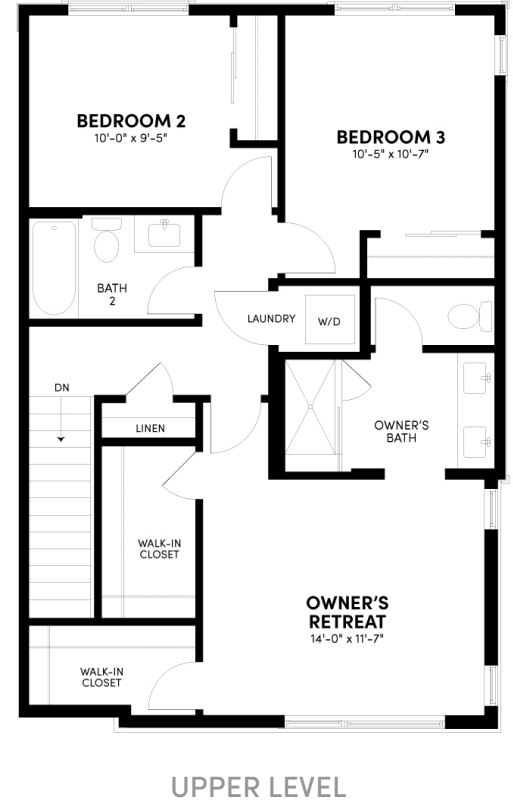 BEDROOM 2
10'-0" x 9'-5"
BEDROOM 3
10'-5" x 10'-7"
BATH
2
LAUNDRY
W/D
DN
LINEN
OWNER'S
BATH
WALK-IN
CLOSET
OWNER'S
RETREAT
14'-0" x 11'-7"
WALK-IN
CLOSET
UPPER LEVEL